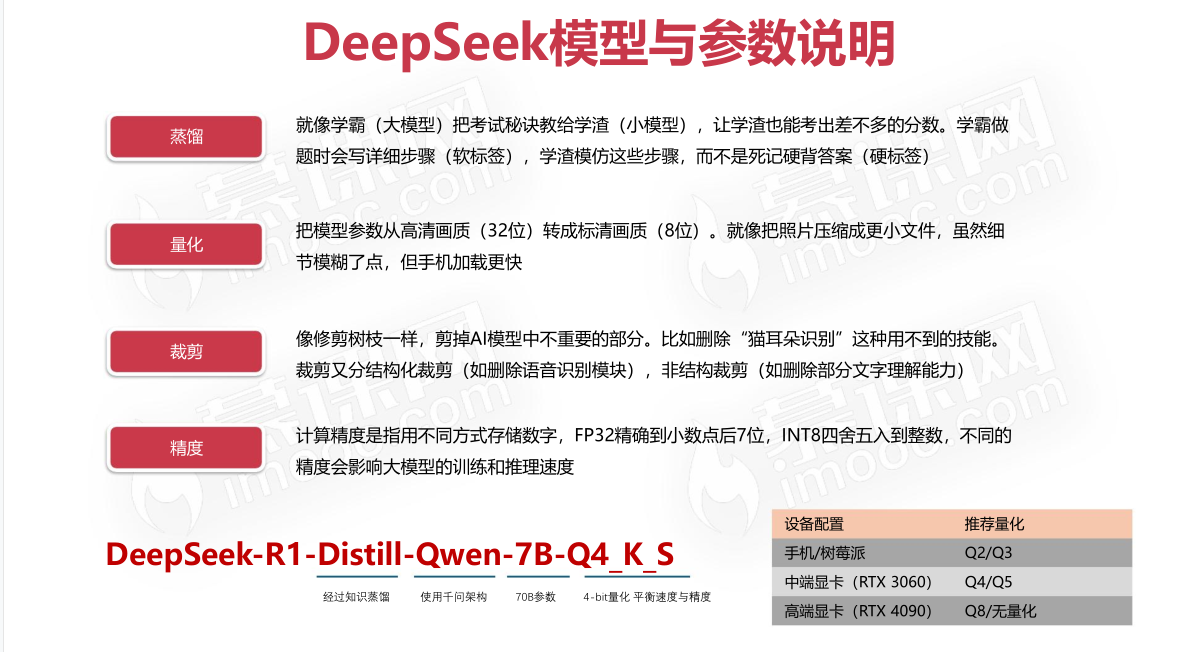 DeepSeek模型与参数说明
蒸馏
就像学霸（大模型）把考试秘诀教给学渣（小模型），让学渣也能考出差不多的分数。学霸做
题时会写详细步骤（软标签），学渣模仿这些步骤，而不是死记硬背答案（硬标签）
量化
把模型参数从高清画质（32位）转成标清画质（8位）。就像把照片压缩成更小文件，虽然细
节模糊了点，但手机加载更快
裁剪
像修剪树枝一样，剪掉AI模型中不重要的部分。比如删除“猫耳朵识别”这种用不到的技能。
裁剪又分结构化裁剪（如删除语音识别模块），非结构裁剪（如删除部分文字理解能力）
精度
计算精度是指用不同方式存储数字，FP32精确到小数点后7位，INT8四舍五入到整数，不同的
精度会影响大模型的训练和推理速度
DeepSeek-R1-Distill-Qwen-7B-Q4_K_S
经过知识蒸馏 使用千问架构 70B参数 4-bit量化 平衡速度与精度
设备配置 推荐量化
手机/树莓派 Q2/Q3
中端显卡（RTX 3060） Q4/Q5
高端显卡（RTX 4090） Q8/无量化
慕课网
imooc.com
慕课网
imooc.com
慕课网
imooc.com
慕课网
imooc.com